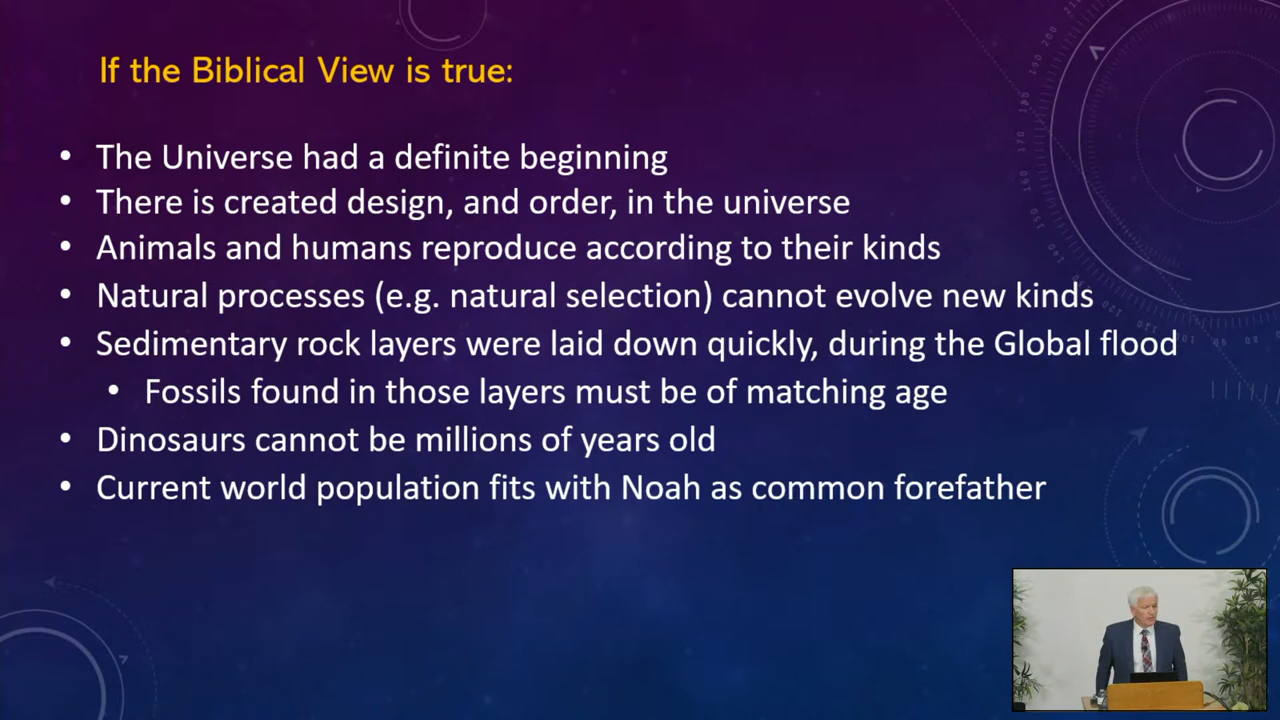 If the Biblical View is true:
• The Universe had a definite beginning
• There is created design, and order, in the universe
• Animals and humans reproduce according to their kinds
• Natural processes (e.g. natural selection) cannot evolve new kinds
• Sedimentary rock layers were laid down quickly, during the Global flood
• Fossils found in those layers must be of matching age
• Dinosaurs cannot be millions of years old
• Current world population fits with Noah as common forefather